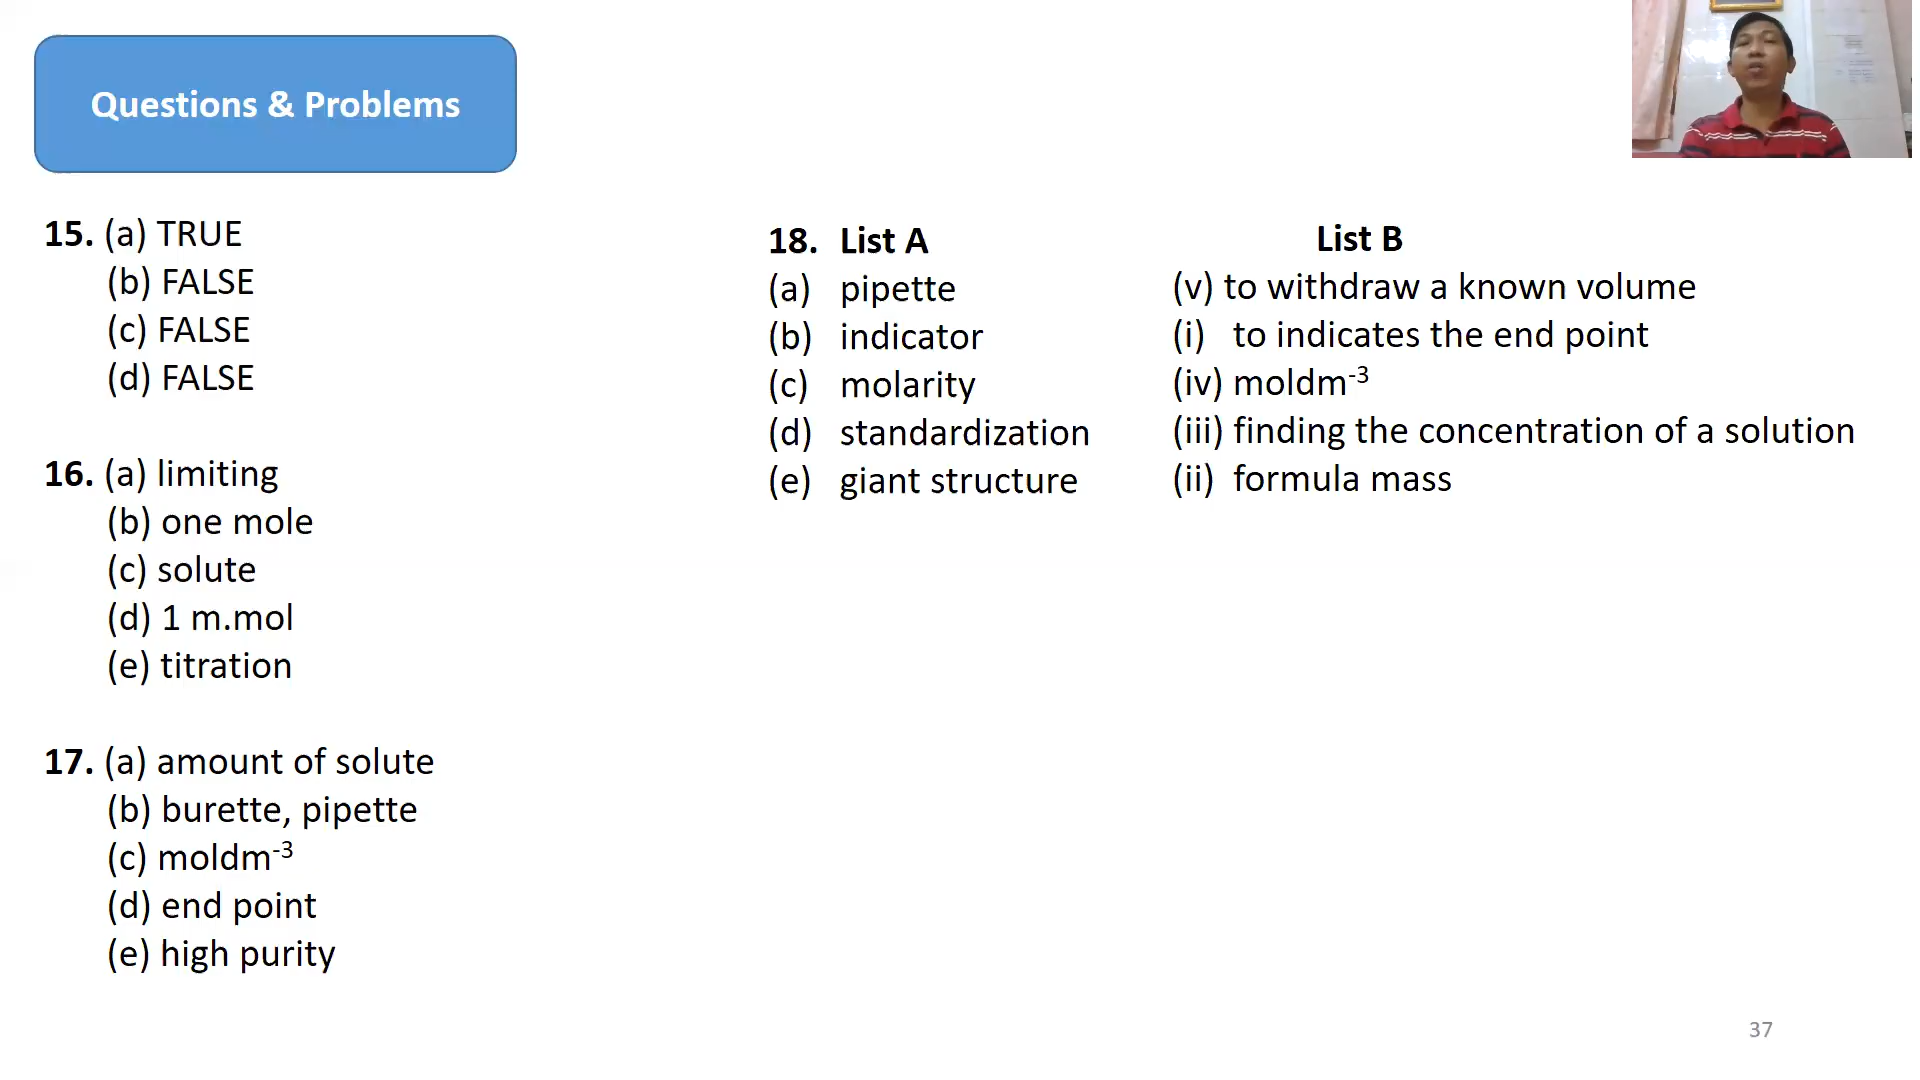 Questions & Problems
15. (a) TRUE
(b) FALSE
(c) FALSE
(d) FALSE
16. (a) limiting
(b) one mole
(c) solute
(d) 1 m.mol
(e) titration
17. (a) amount of solute
(b) burette, pipette
(c) moldm⁻³
(d) end point
(e) high purity
18. List A List B
(a) pipette (v) to withdraw a known volume
(b) indicator (i) to indicates the end point
(c) molarity (iv) moldm⁻³
(d) standardization (iii) finding the concentration of a solution
(e) giant structure (ii) formula mass
37